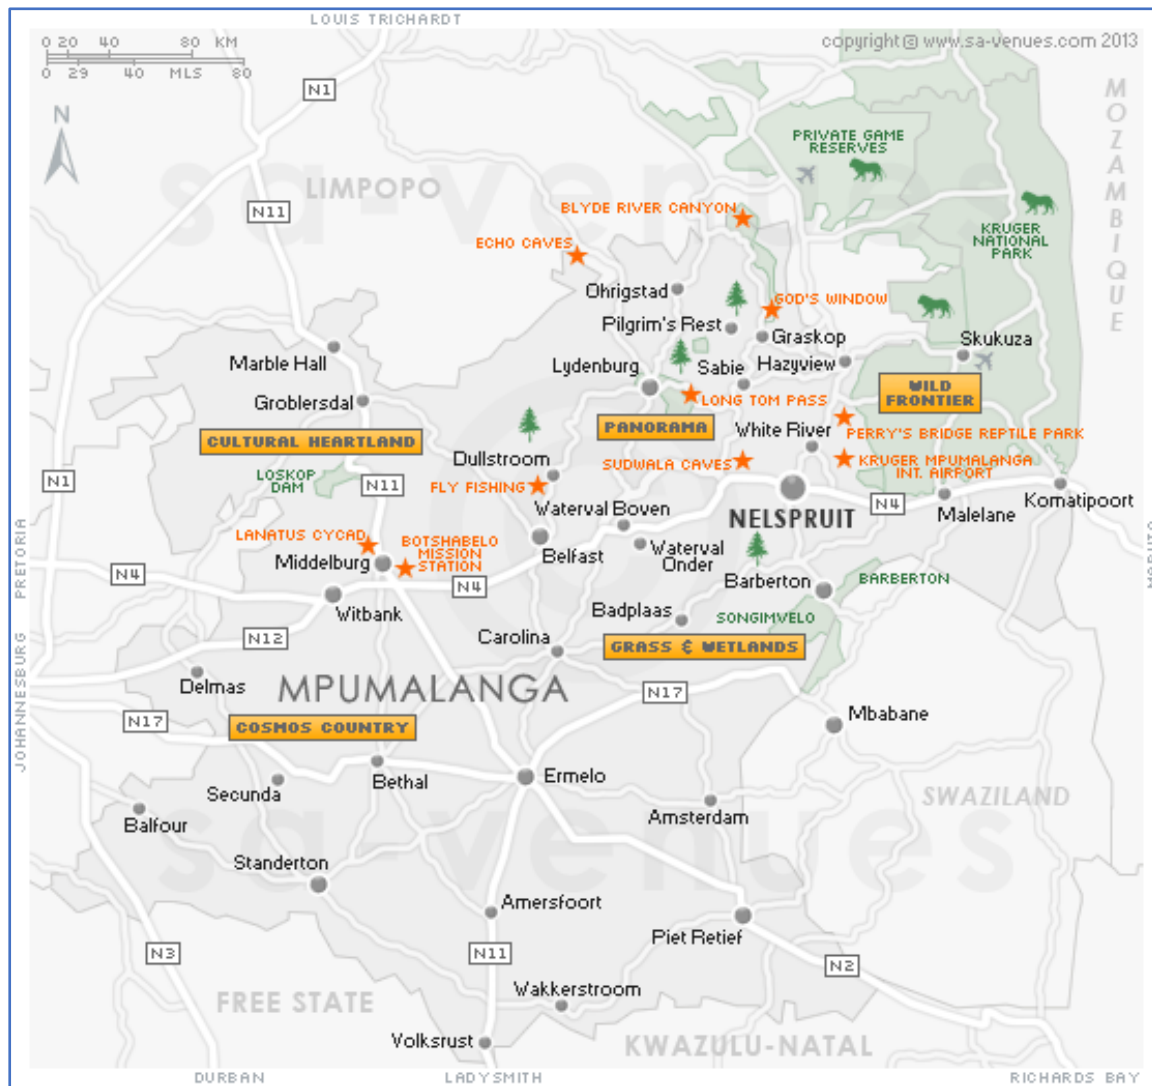 LOUIS TRICHARDT
0 20 40 80 KM
0 29 40 MLS 80
copyright © www.sa-venues.com 2013
N
N1
MOZAMBIQUE
PRIVATE GAME
RESERVES
sa-venues
LIMPOPO
N11
BLYDE RIVER CANYON
KRUGER
NATIONAL
PARK
ECHO CAVES
Ohrigstad
GOD'S WINDOW
Pilgrim's Rest
Graskop
Skukuza
Marble Hall
Lydenburg
Sabie
Hazyview
WILD
FRONTIER
Groblersdal
LONG TOM PASS
PANORAMA
CULTURAL HEARTLAND
White River
PERRY'S BRIDGE REPTILE PARK
Dullstroom
SUDWALA CAVES
KRUGER MPUMALANGA
INT. AIRPORT
LOSKOP
DAM
N1
N11
FLY FISHING
Waterval Boven
NELSPRUIT
N4
Malelane
Komatipoort
LANATUS CYCAD
BOTSHABELO
MISSION
STATION
Middelburg
Belfast
Waterval
Onder
PRETORIA
MAPUTO
N4
N4
Barberton
BARBERTON
Witbank
Badplaas
SONGIMVELO
N12
Carolina
GRASS & WETLANDS
JOHANNESBURG
Delmas
MPUMALANGA
N17
N17
COSMOS COUNTRY
Mbabane
Secunda
Bethal
Ermelo
SWAZILAND
Balfour
Amsterdam
sa-venues
Standerton
Amersfoort
Piet Retief
N3
N11
N2
Wakkerstroom
FREE STATE
Volksrust
KWAZULU-NATAL
DURBAN
LADYSMITH
RICHARDS BAY